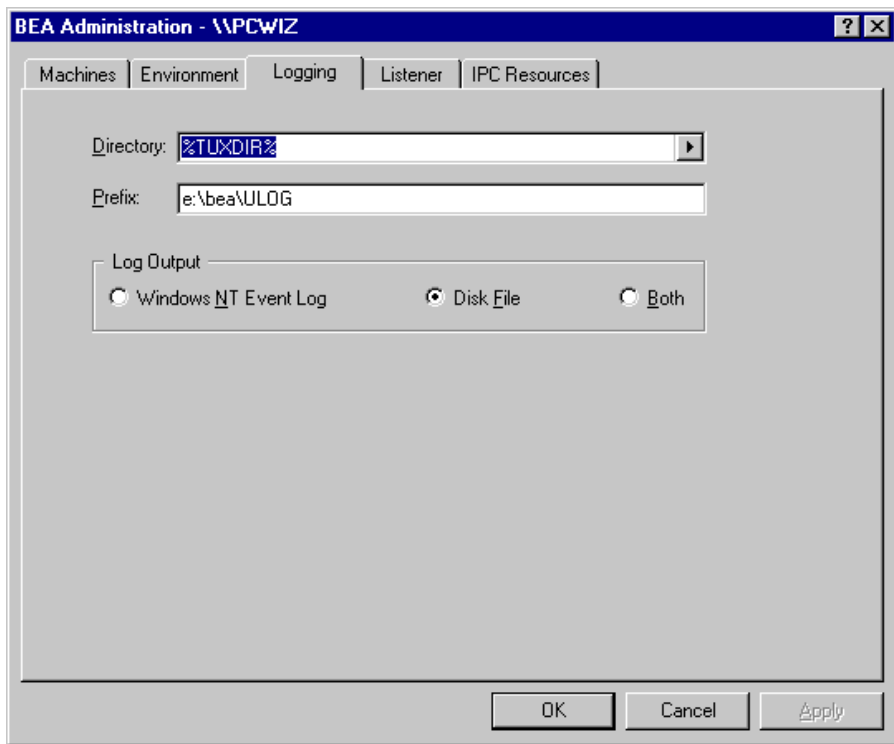 BEA Administration - \\PCWIZ
Machines Environment Logging Listener IPC Resources
Directory: %TUXDIR%
Prefix: e:\bea\ULOG
Log Output
Windows NT Event Log Disk File Both
OK Cancel Apply